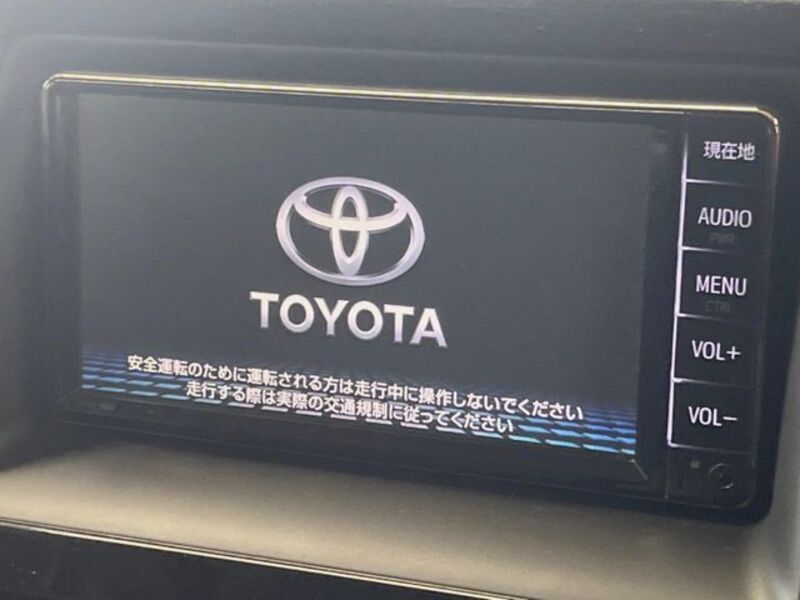 現在地
AUDIO
PWR
MENU
CTRL
VOL+
VOL-
TOYOTA
安全運転のために運転される方は走行中に操作しないでください
走行する際は実際の交通規制に従ってください